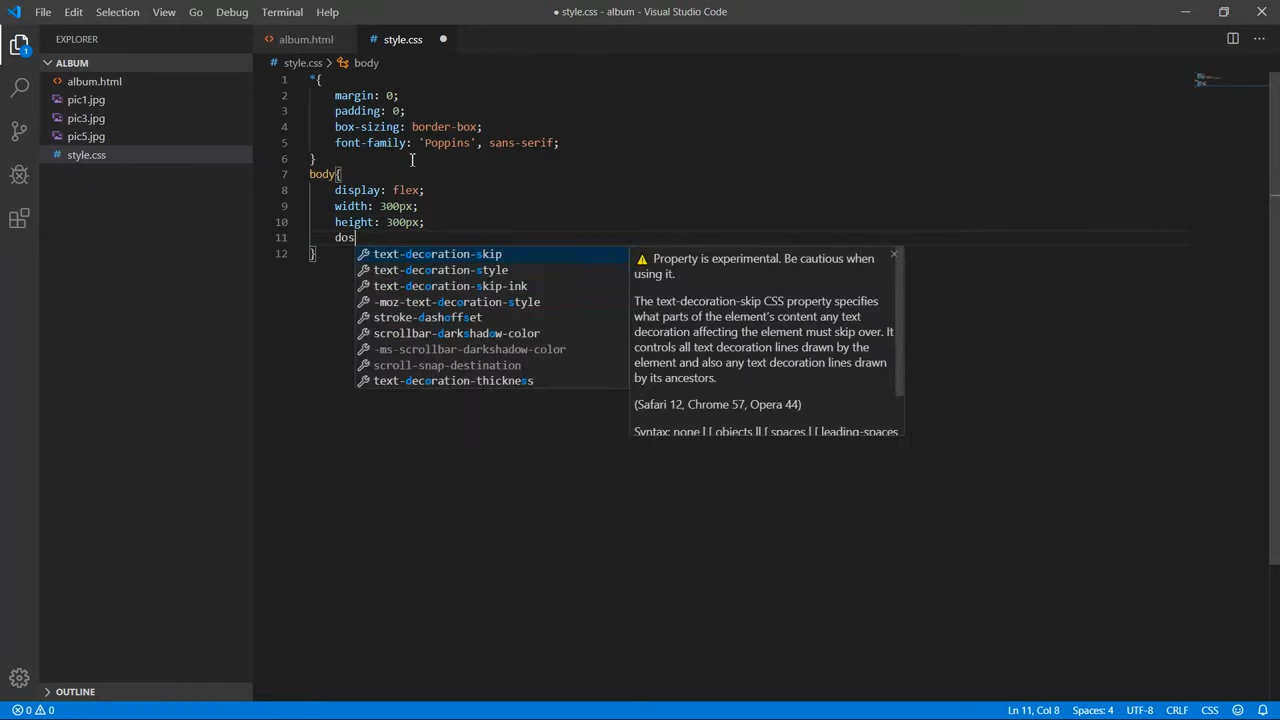 File Edit Selection View Go Debug Terminal Help
● style.css - album - Visual Studio Code
EXPLORER
album.html
style.css
ALBUM
style.css > body
album.html
pic1.jpg
pic3.jpg
pic5.jpg
style.css
1 *{
2 margin: 0;
3 padding: 0;
4 box-sizing: border-box;
5 font-family: 'Poppins', sans-serif;
6 }
7 body{
8 display: flex;
9 width: 300px;
10 height: 300px;
11 dos
12 }
text-decoration-skip
text-decoration-style
text-decoration-skip-ink
-moz-text-decoration-style
stroke-dashoffset
scrollbar-darkshadow-color
-ms-scrollbar-darkshadow-color
scroll-snap-destination
text-decoration-thickness
Property is experimental. Be cautious when
using it.
The text-decoration-skip CSS property specifies
what parts of the element's content any text
decoration affecting the element must skip over. It
controls all text decoration lines drawn by the
element and also any text decoration lines drawn
by its ancestors.
(Safari 12, Chrome 57, Opera 44)
Syntax: none | [ objects || [ spaces | [ leading-spaces
1
OUTLINE
0 0
Ln 11, Col 8 Spaces: 4 UTF-8 CRLF CSS